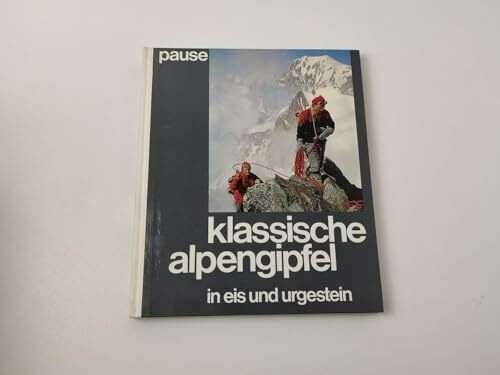 pause
klassische
alpengipfel
in eis und urgestein